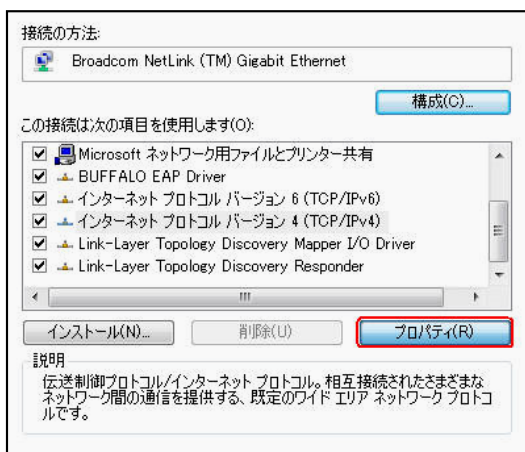 接続の方法:
Broadcom NetLink (TM) Gigabit Ethernet
構成(C)...
この接続は次の項目を使用します(O):
Microsoft ネットワーク用ファイルとプリンター共有
BUFFALO EAP Driver
インターネット プロトコル バージョン 6 (TCP/IPv6)
インターネット プロトコル バージョン 4 (TCP/IPv4)
Link-Layer Topology Discovery Mapper I/O Driver
Link-Layer Topology Discovery Responder
インストール(N)...
削除(U)
プロパティ(R)
説明
伝送制御プロトコル/インターネット プロトコル。相互接続されたさまざまな
ネットワーク間の通信を提供する、既定のワイド エリア ネットワーク プロトコ
ルです。